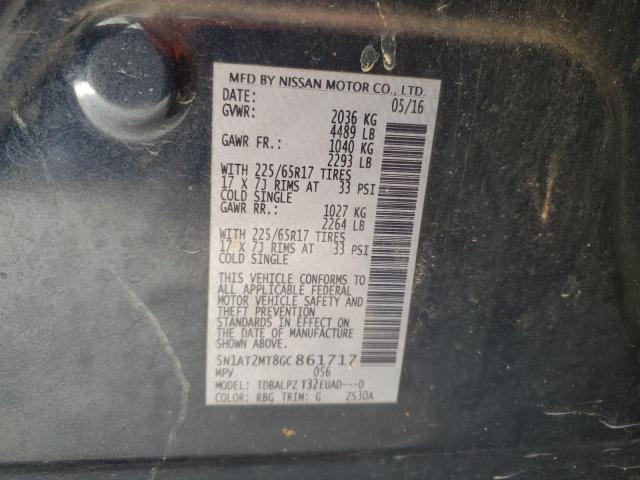 MFD BY NISSAN MOTOR CO., LTD.
DATE: 05/16
GVWR: 2036 KG
4489 LB
GAWR FR.: 1040 KG
2293 LB
WITH 225/65R17 TIRES
17 X 7J RIMS AT 33 PSI
COLD SINGLE
GAWR RR.: 1027 KG
2264 LB
WITH 225/65R17 TIRES
17 X 7J RIMS AT 33 PSI
COLD SINGLE
THIS VEHICLE CONFORMS TO
ALL APPLICABLE FEDERAL
MOTOR VEHICLE SAFETY AND
THEFT PREVENTION
STANDARDS IN EFFECT ON
THE DATE OF MANUFACTURE
SHOWN ABOVE.
5N1AT2MT8GC861717
MPV 056
MODEL: TDBALPZ T32EUAD---D
COLOR: RBG TRIM: G ZS30A